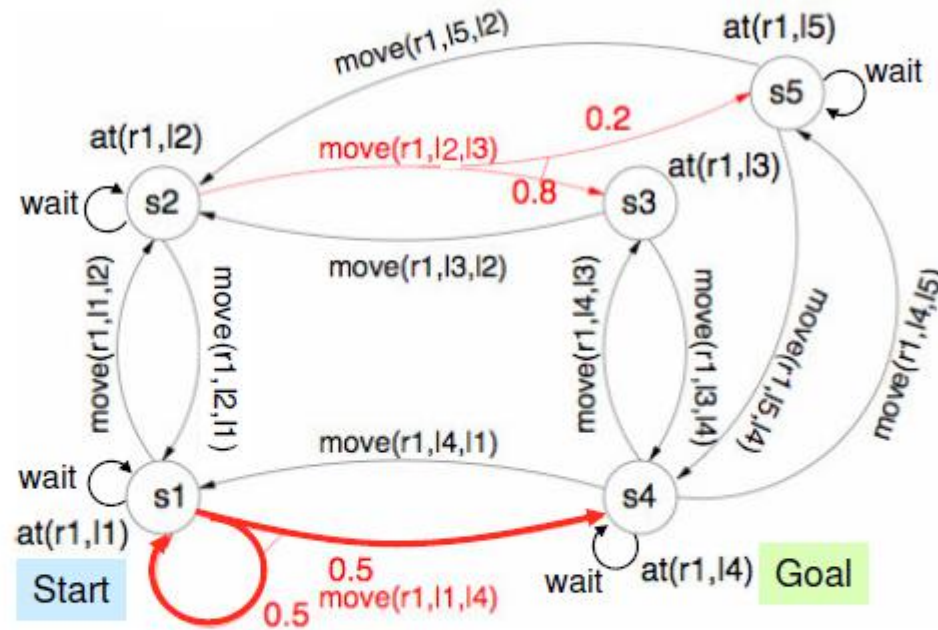 move(r1,l5,l2)
at(r1,l5)
s5
wait
0.2
at(r1,l2)
move(r1,l2,l3)
at(r1,l3)
0.8
wait
s2
s3
move(r1,l3,l2)
move(r1,l1,l2)
move(r1,l2,l1)
move(r1,l4,l3)
move(r1,l3,l4)
move(r1,l5,l4)
move(r1,l4,l5)
move(r1,l4,l1)
wait
s1
s4
at(r1,l1)
Start
0.5
0.5
move(r1,l1,l4)
wait
at(r1,l4)
Goal